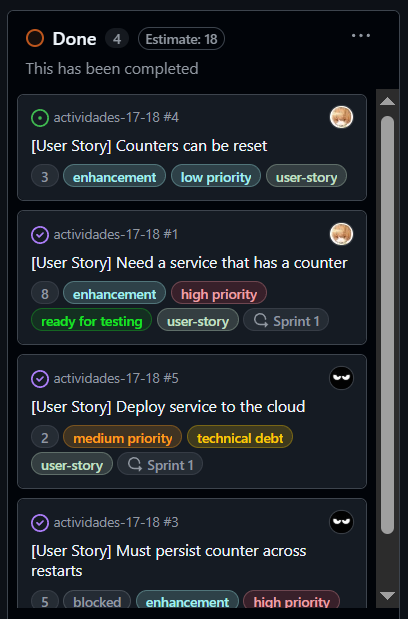 Done 4 Estimate: 18 ...
This has been completed
actividades-17-18 #4
[User Story] Counters can be reset
3 enhancement low priority user-story
actividades-17-18 #1
[User Story] Need a service that has a counter
8 enhancement high priority
ready for testing user-story Sprint 1
actividades-17-18 #5
[User Story] Deploy service to the cloud
2 medium priority technical debt
user-story Sprint 1
actividades-17-18 #3
[User Story] Must persist counter across
restarts
5 blocked enhancement high priority